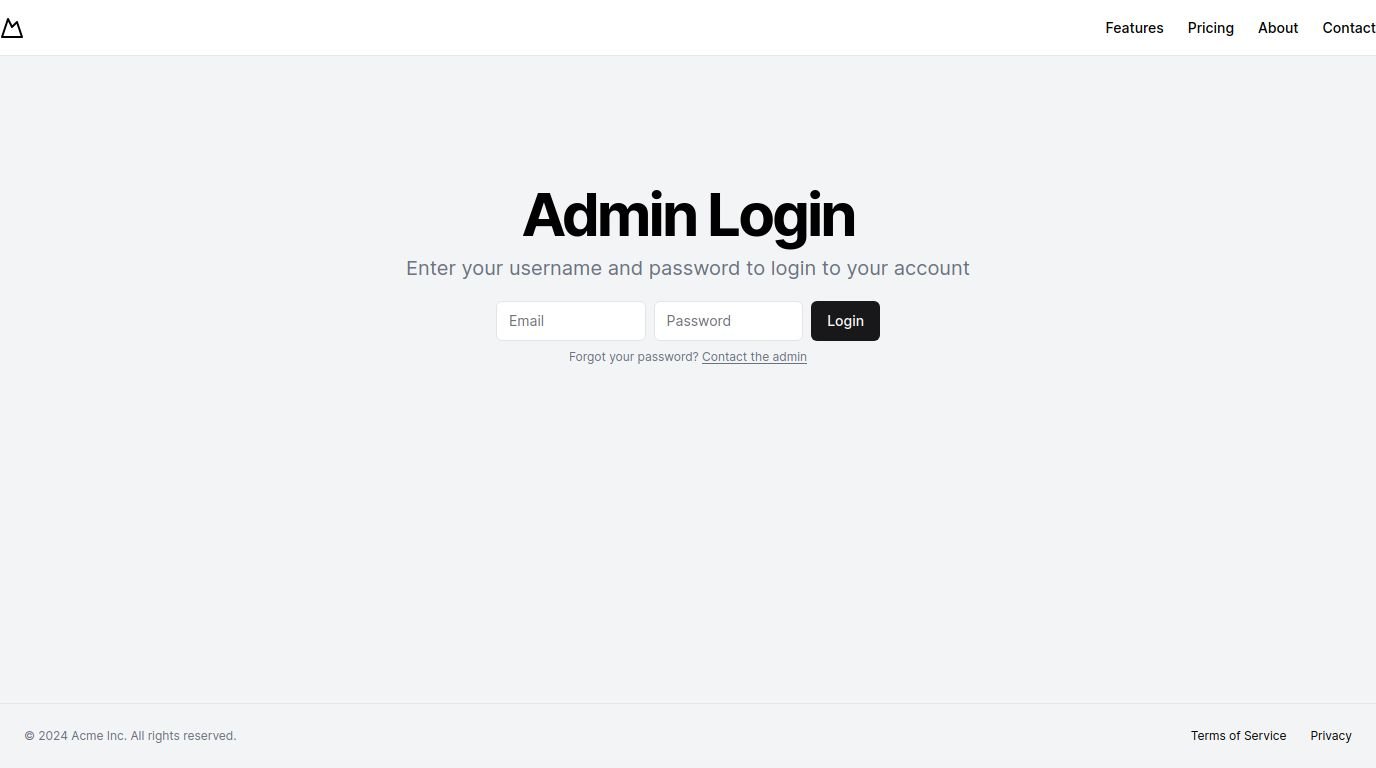 Features Pricing About Contact
Admin Login
Enter your username and password to login to your account
Email Password Login
Forgot your password? Contact the admin
© 2024 Acme Inc. All rights reserved. Terms of Service Privacy